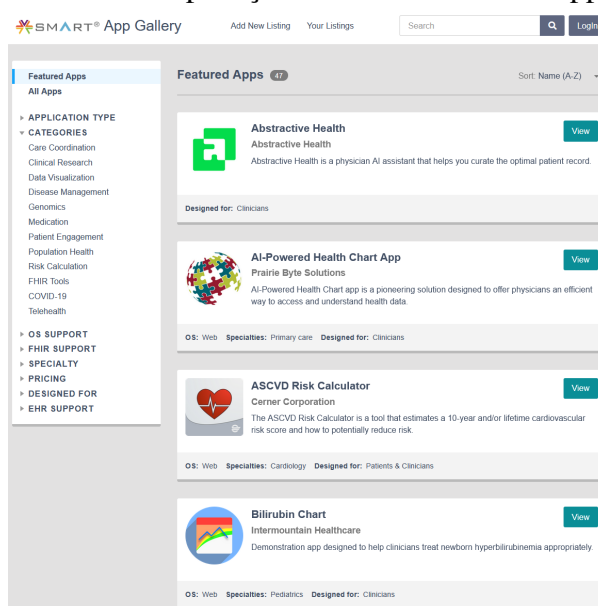 SMART® App Gallery
Add New Listing
Your Listings
Search
LogIn
Featured Apps
All Apps
APPLICATION TYPE
CATEGORIES
Care Coordination
Clinical Research
Data Visualization
Disease Management
Genomics
Medication
Patient Engagement
Population Health
Risk Calculation
FHIR Tools
COVID-19
Telehealth
OS SUPPORT
FHIR SUPPORT
SPECIALTY
PRICING
DESIGNED FOR
EHR SUPPORT
Featured Apps 47
Sort: Name (A-Z)
Abstractive Health
View
Abstractive Health
Abstractive Health is a physician AI assistant that helps you curate the optimal patient record.
Designed for: Clinicians
AI-Powered Health Chart App
View
Prairie Byte Solutions
AI-Powered Health Chart app is a pioneering solution designed to offer physicians an efficient
way to access and understand health data.
OS: Web Specialties: Primary care Designed for: Clinicians
ASCVD Risk Calculator
View
Cerner Corporation
The ASCVD Risk Calculator is a tool that estimates a 10-year and/or lifetime cardiovascular
risk score and how to potentially reduce risk.
OS: Web Specialties: Cardiology Designed for: Patients & Clinicians
Bilirubin Chart
View
Intermountain Healthcare
Demonstration app designed to help clinicians treat newborn hyperbilirubinemia appropriately.
OS: Web Specialties: Pediatrics Designed for: Clinicians